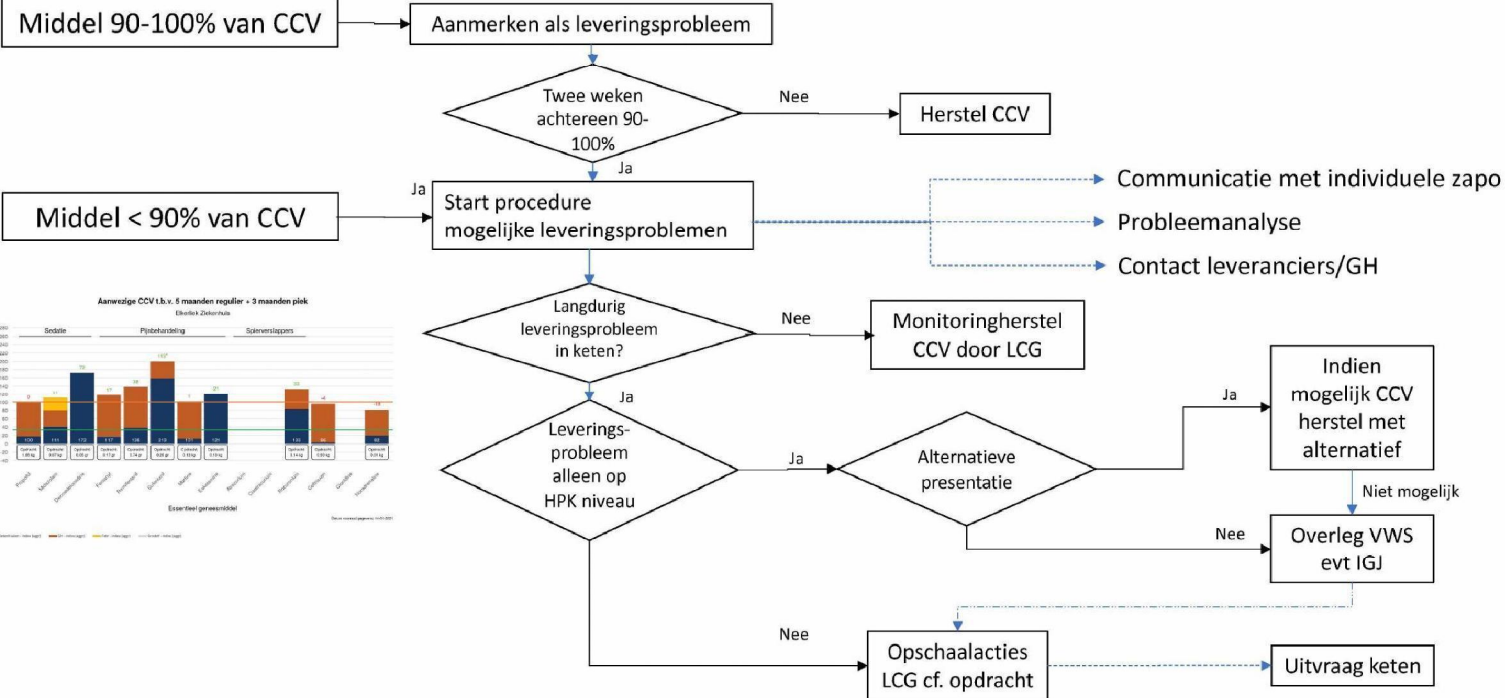 Middel 90-100% van CCV
Aanmerken als leveringsprobleem
Twee weken
achtereen 90-
100%
Nee
Herstel CCV
Ja
Middel < 90% van CCV
Ja
Start procedure
mogelijke leveringsproblemen
Communicatie met individuele zapo
Probleemanalyse
Contact leveranciers/GH
Langdurig
leveringsprobleem
in keten?
Nee
Monitoringherstel
CCV door LCG
Ja
Leverings-
probleem
alleen op
HPK niveau
Ja
Alternatieve
presentatie
Ja
Indien
mogelijk CCV
herstel met
alternatief
Niet mogelijk
Nee
Overleg VWS
evt IGJ
Nee
Opschaalacties
LCG cf. opdracht
Uitvraag keten
Aanwezige CCV t.b.v. 5 maanden regulier + 3 maanden piek
Elkerliek Ziekenhuis
Sedatie
Pijnbehandeling
Spierverslappers
Propofol
Essentieel geneesmiddel